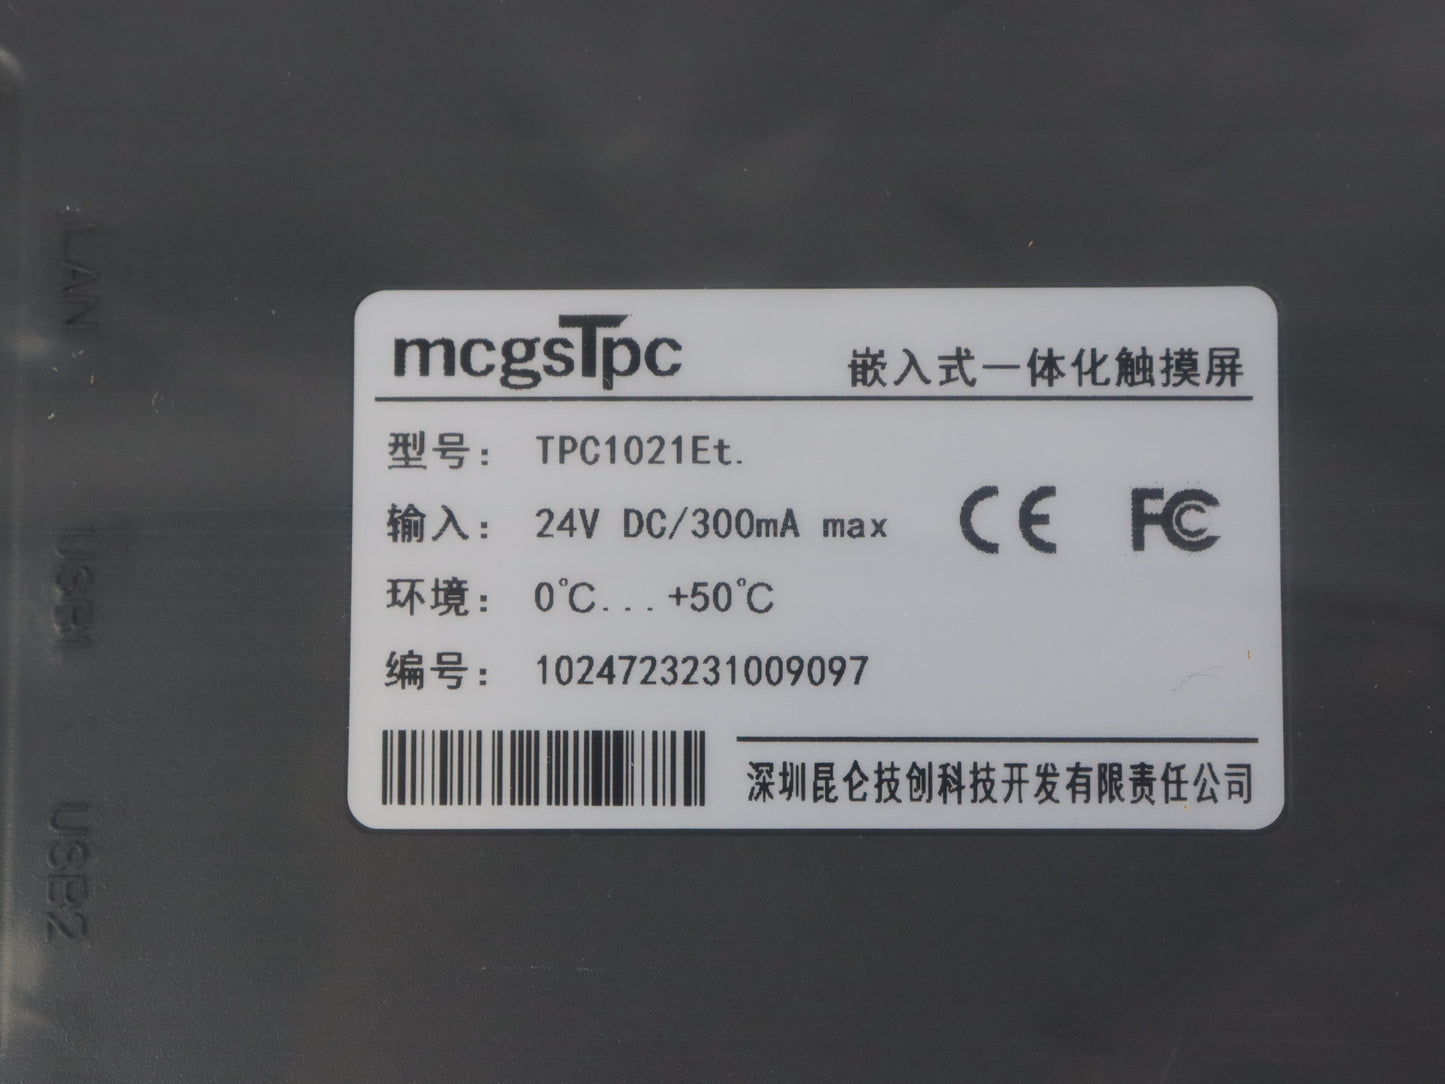 mcgsTpc 嵌入式一体化触摸屏
型号： TPC1021Et.
输入： 24V DC/300mA max
CE FC
环境： 0℃...+50℃
编号： 1024723231009097
深圳昆仑技创科技开发有限责任公司
LAN
USB1
USB2